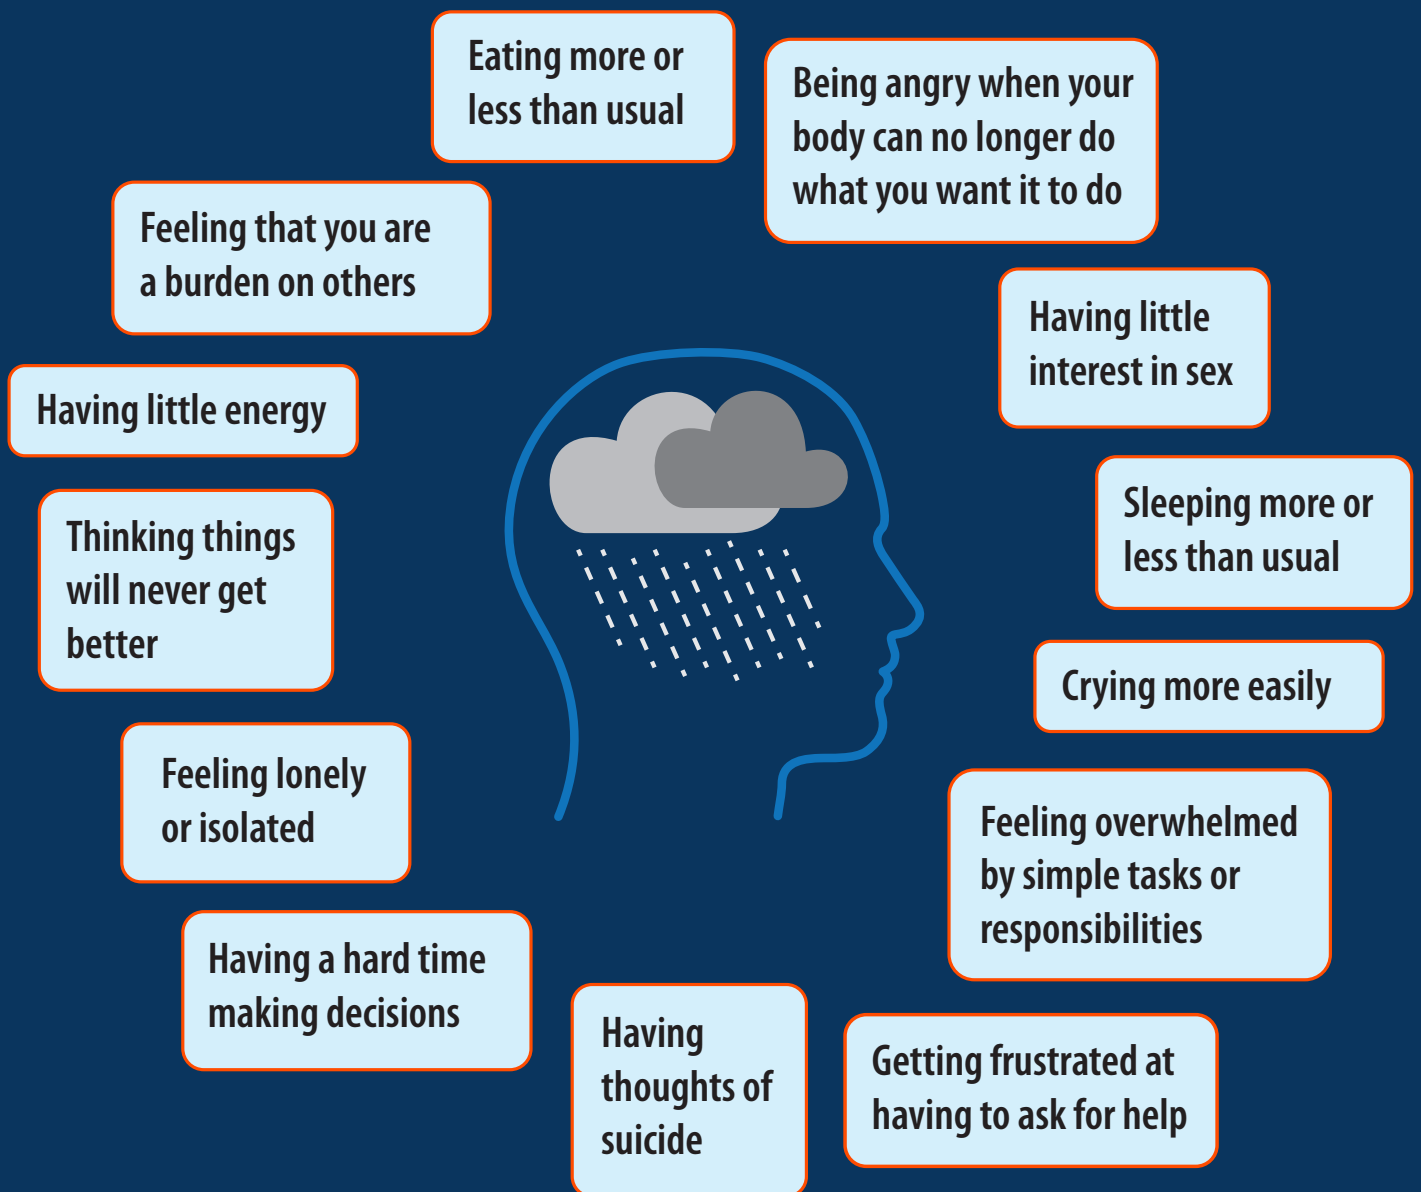 Eating more or
less than usual
Being angry when your
body can no longer do
what you want it to do
Feeling that you are
a burden on others
Having little
interest in sex
Having little energy
Sleeping more or
less than usual
Thinking things
will never get
better
Crying more easily
Feeling lonely
or isolated
Feeling overwhelmed
by simple tasks or
responsibilities
Having a hard time
making decisions
Having
thoughts of
suicide
Getting frustrated at
having to ask for help